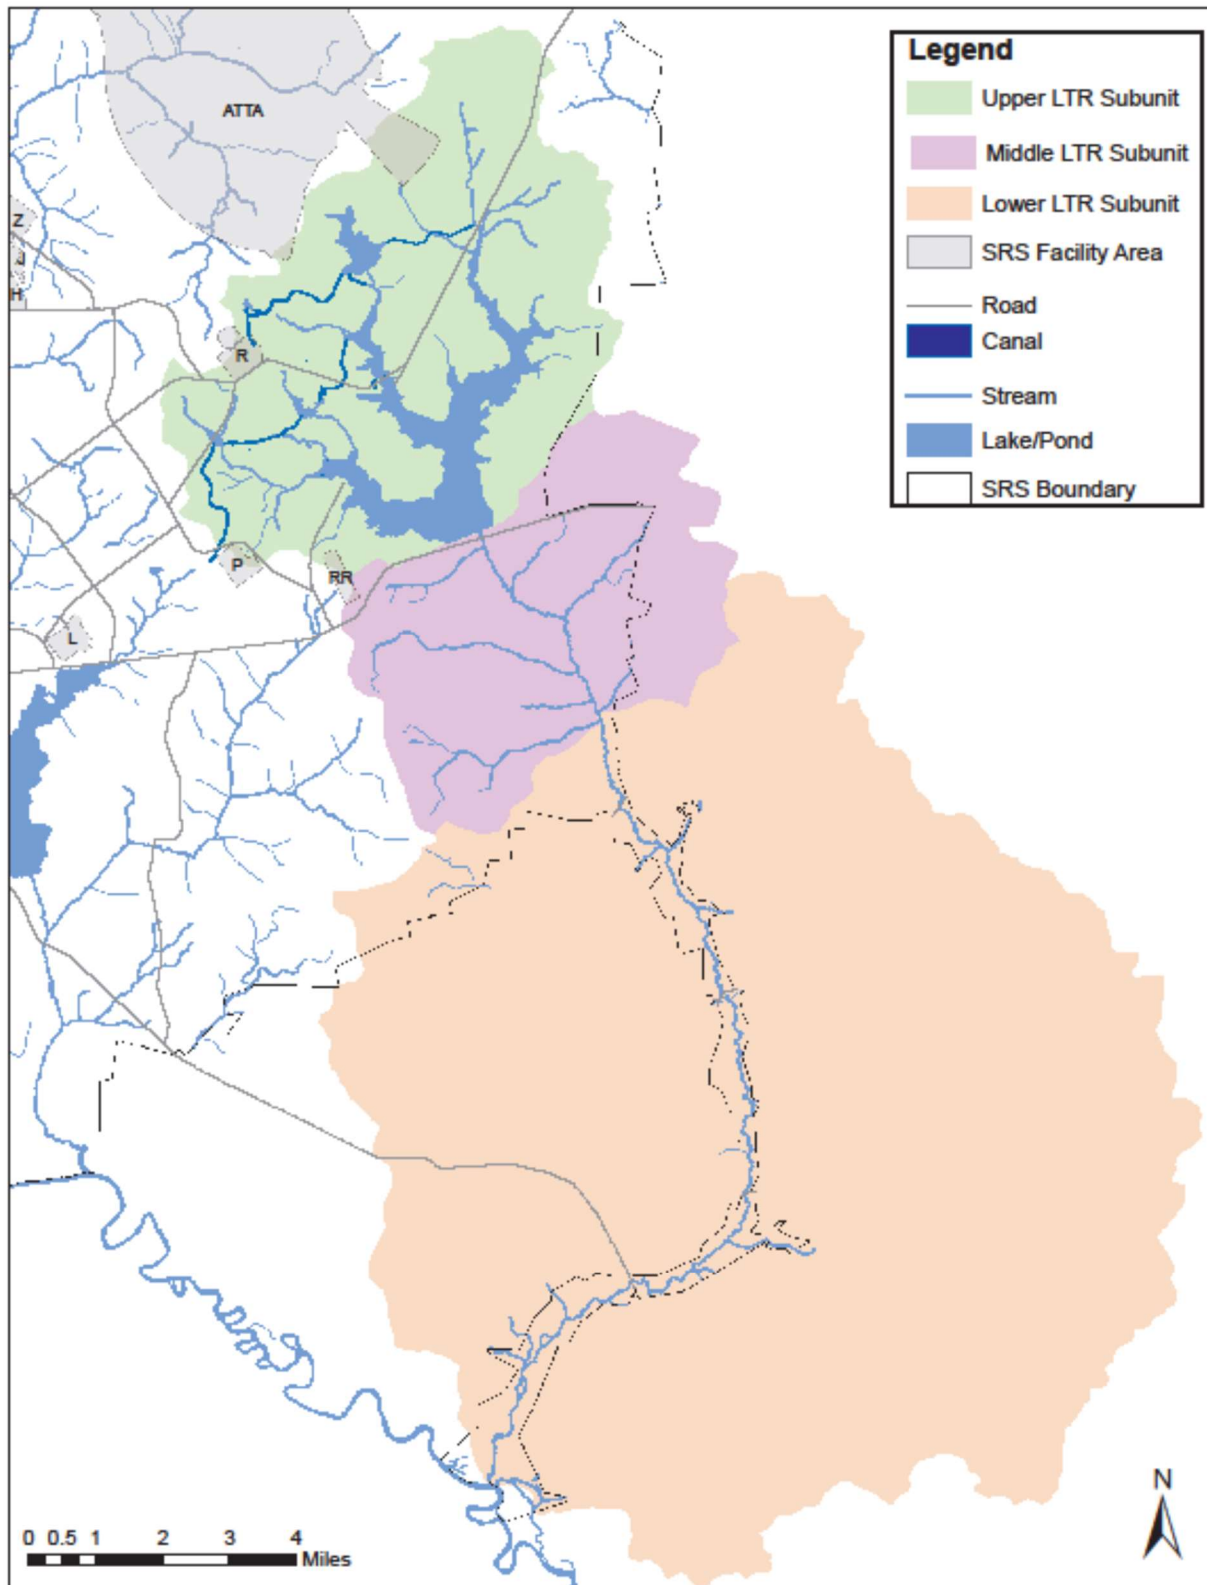 Legend
Upper LTR Subunit
Middle LTR Subunit
Lower LTR Subunit
SRS Facility Area
Road
Canal
Stream
Lake/Pond
SRS Boundary
ATTA
Z
J
H
R
P
RR
L
N
0 0.5 1 2 3 4
Miles